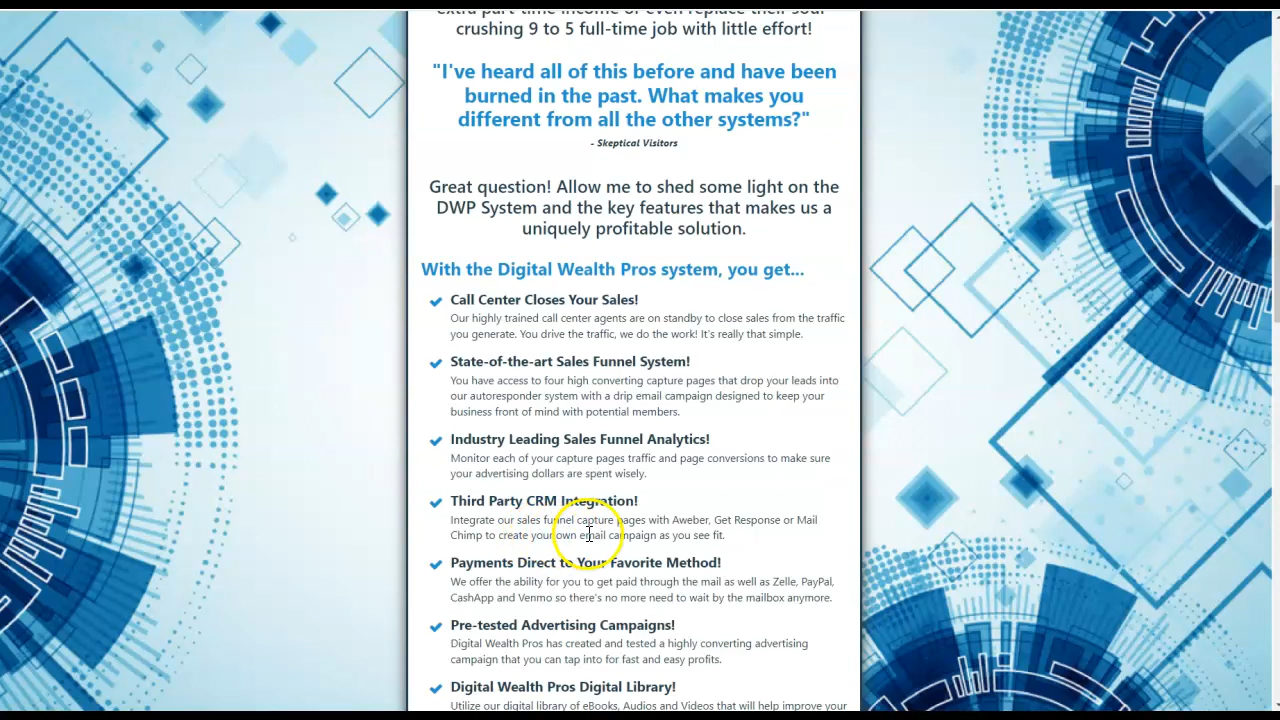 extra part-time income or even replace their soul
crushing 9 to 5 full-time job with little effort!
"I've heard all of this before and have been
burned in the past. What makes you
different from all the other systems?"
- Skeptical Visitors
Great question! Allow me to shed some light on the
DWP System and the key features that makes us a
uniquely profitable solution.
With the Digital Wealth Pros system, you get...
Call Center Closes Your Sales!
Our highly trained call center agents are on standby to close sales from the traffic
you generate. You drive the traffic, we do the work! It's really that simple.
State-of-the-art Sales Funnel System!
You have access to four high converting capture pages that drop your leads into
our autoresponder system with a drip email campaign designed to keep your
business front of mind with potential members.
Industry Leading Sales Funnel Analytics!
Monitor each of your capture pages traffic and page conversions to make sure
your advertising dollars are spent wisely.
Third Party CRM Integration!
Integrate our sales funnel capture pages with Aweber, Get Response or Mail
Chimp to create your own email campaign as you see fit.
Payments Direct to Your Favorite Method!
We offer the ability for you to get paid through the mail as well as Zelle, PayPal,
CashApp and Venmo so there's no more need to wait by the mailbox anymore.
Pre-tested Advertising Campaigns!
Digital Wealth Pros has created and tested a highly converting advertising
campaign that you can tap into for fast and easy profits.
Digital Wealth Pros Digital Library!
Utilize our digital library of eBooks, Audios and Videos that will help improve your